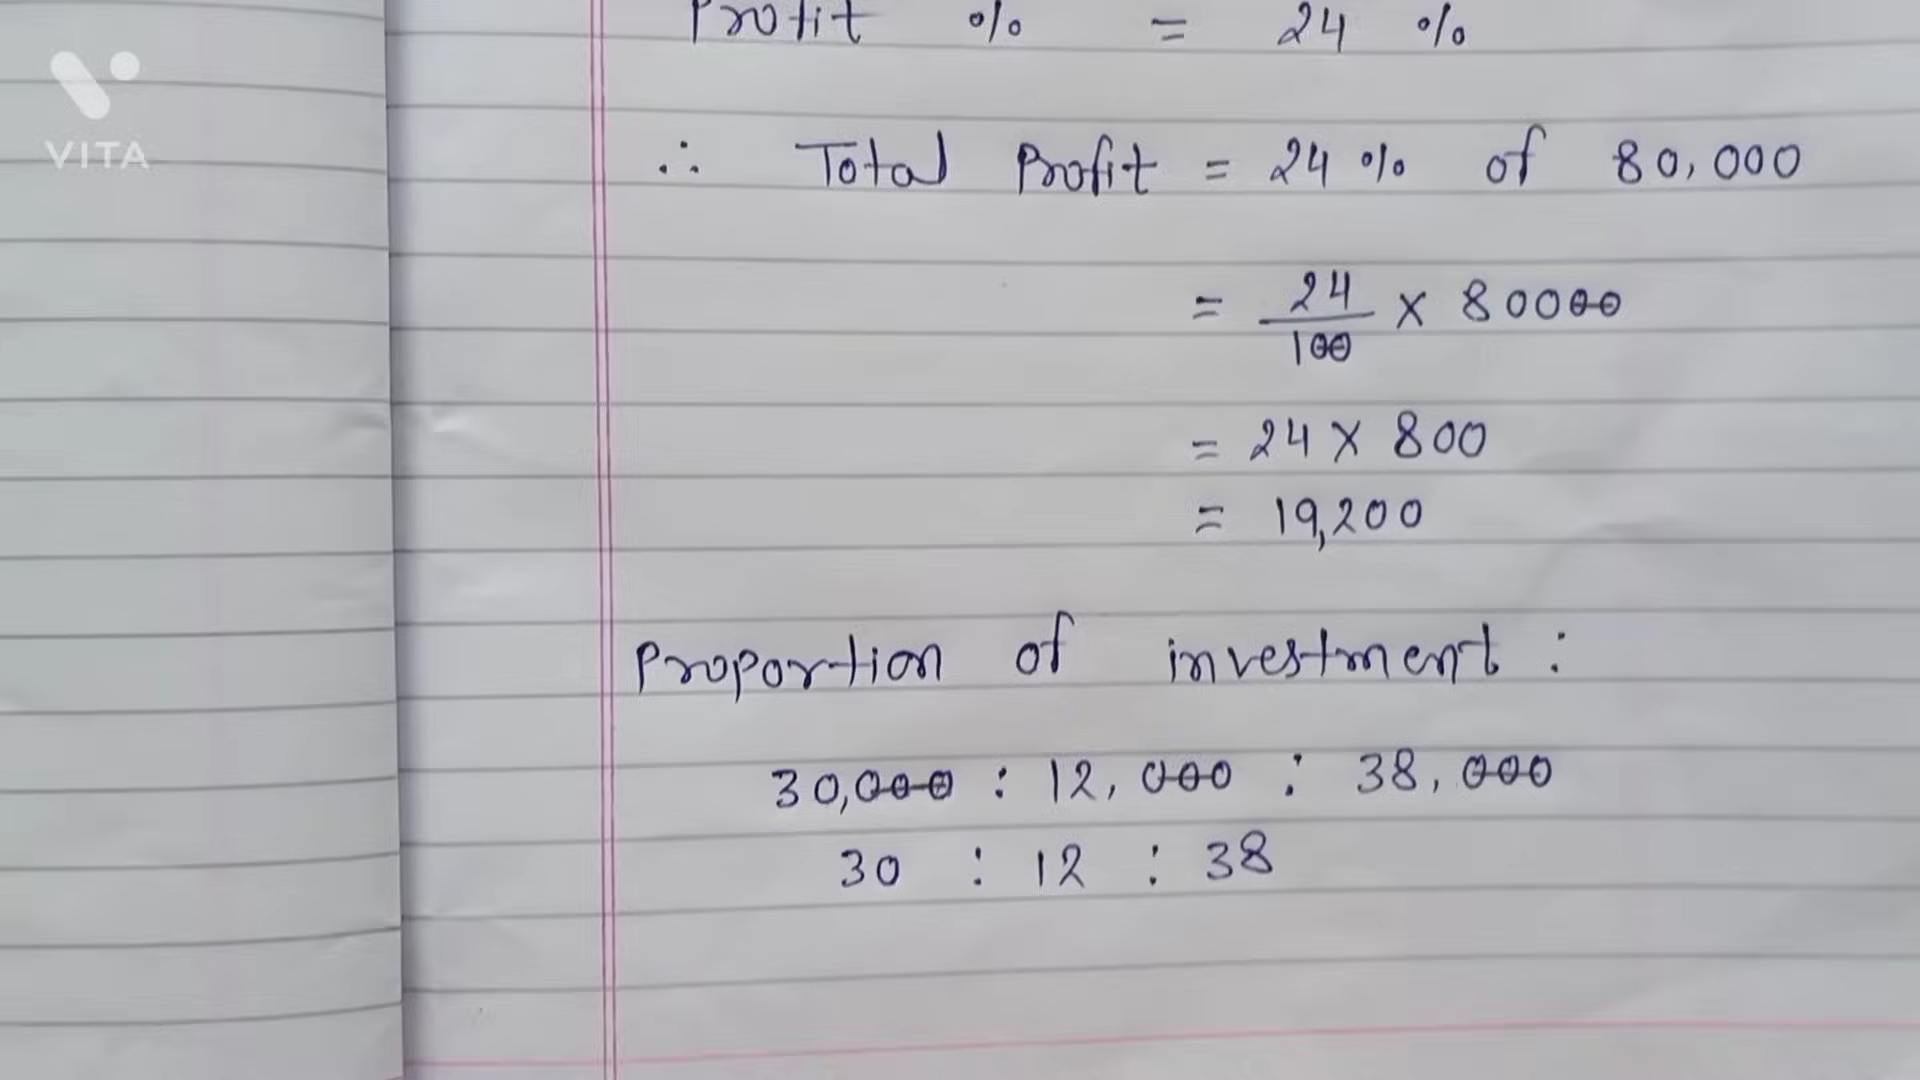 Profit % = 24 %
VITA
∴ Total Profit = 24 % of 80,000
= 24/100 × 80000
= 24 × 800
= 19,200
Proportion of investment :
30,000 : 12,000 : 38,000
30 : 12 : 38